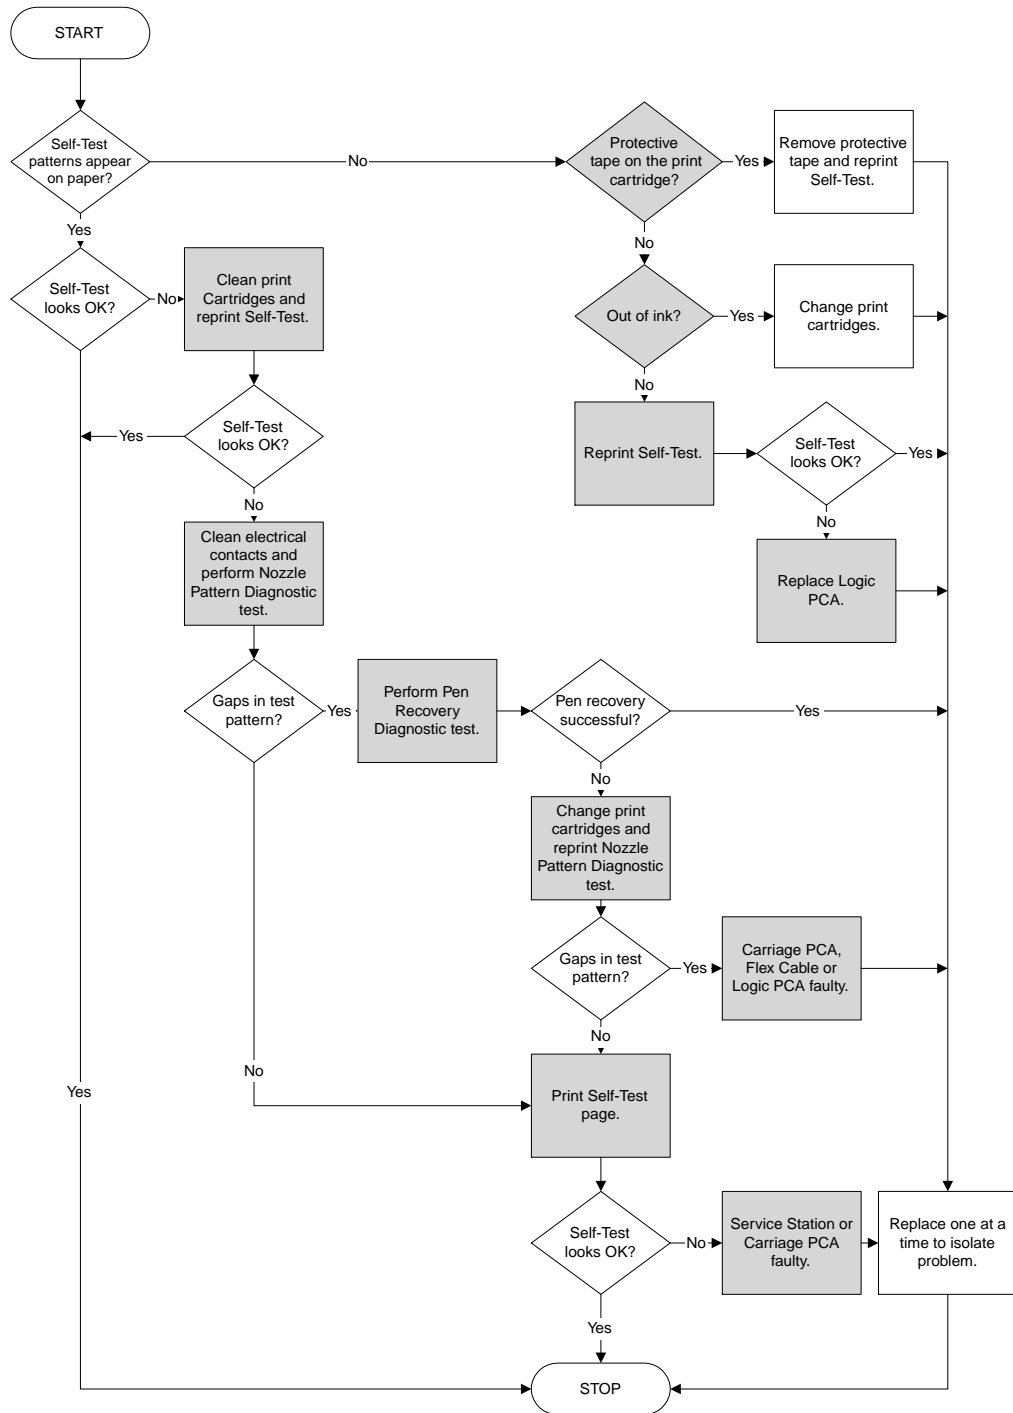 START
Self-Test
patterns appear
on paper?
No
Protective
tape on the print
cartridge?
Yes
Remove protective
tape and reprint
Self-Test.
Yes
No
Self-Test
looks OK?
No
Clean print
Cartridges and
reprint Self-Test.
Out of ink?
Yes
Change print
cartridges.
No
Yes
Self-Test
looks OK?
Reprint Self-Test.
Self-Test
looks OK?
Yes
No
No
Clean electrical
contacts and
perform Nozzle
Pattern Diagnostic
test.
Replace Logic
PCA.
Gaps in test
pattern?
Yes
Perform Pen
Recovery
Diagnostic test.
Pen recovery
successful?
Yes
No
Change print
cartridges and
reprint Nozzle
Pattern Diagnostic
test.
Gaps in test
pattern?
Yes
Carriage PCA,
Flex Cable or
Logic PCA faulty.
No
No
Yes
Print Self-Test
page.
Self-Test
looks OK?
No
Service Station or
Carriage PCA
faulty.
Replace one at a
time to isolate
problem.
Yes
STOP